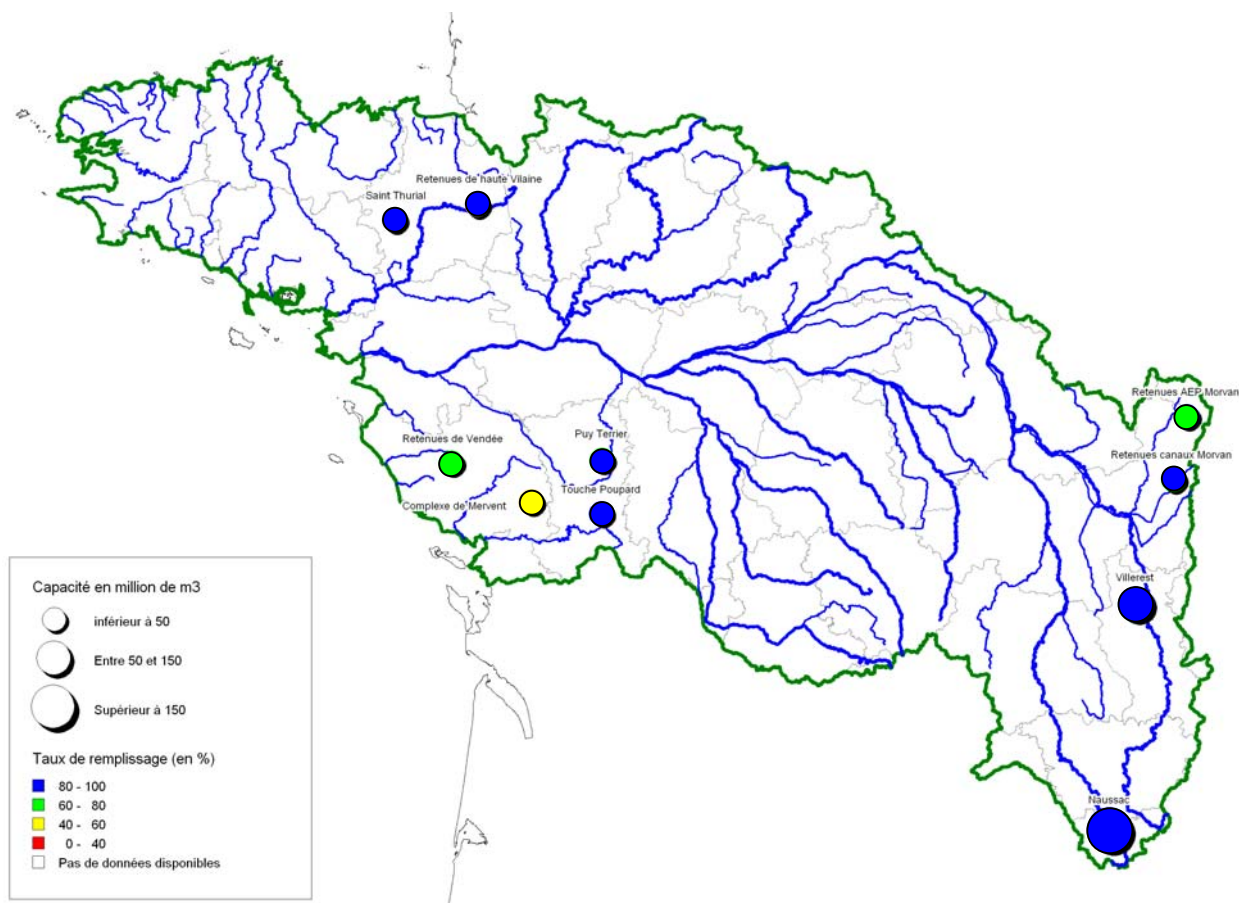 Retenues de haute Vilaine
Saint Thurial
Retenues AEP Morvan
Retenues de Vendée
Puy Terrier
Retenues canaux Morvan
Touche Poupard
Complexe de Mervent
Villerest
Naussac
Capacité en million de m3
inférieur à 50
Entre 50 et 150
Supérieur à 150
Taux de remplissage (en %)
80 - 100
60 - 80
40 - 60
0 - 40
Pas de données disponibles